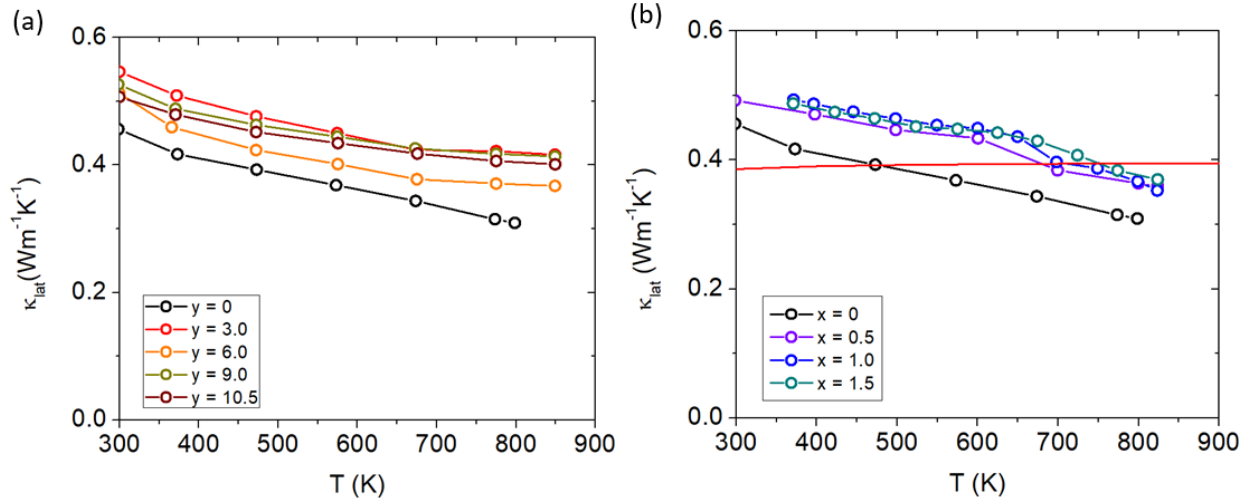 (a)
0.6
0.4
0.2
0.0
κlat(Wm⁻¹K⁻¹)
y = 0
y = 3.0
y = 6.0
y = 9.0
y = 10.5
300 400 500 600 700 800 900
T (K)
(b)
0.6
0.4
0.2
0.0
κlat(Wm⁻¹K⁻¹)
x = 0
x = 0.5
x = 1.0
x = 1.5
300 400 500 600 700 800 900
T (K)